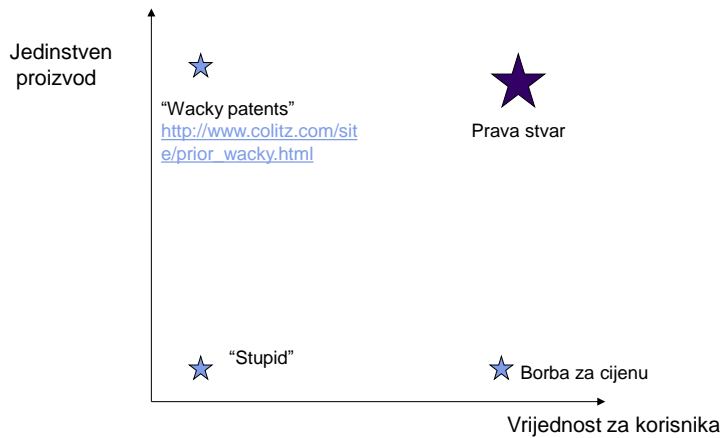 Jedinstven
proizvod
“Wacky patents”
http://www.colitz.com/sit
e/prior_wacky.html
Prava stvar
“Stupid”
Borba za cijenu
Vrijednost za korisnika